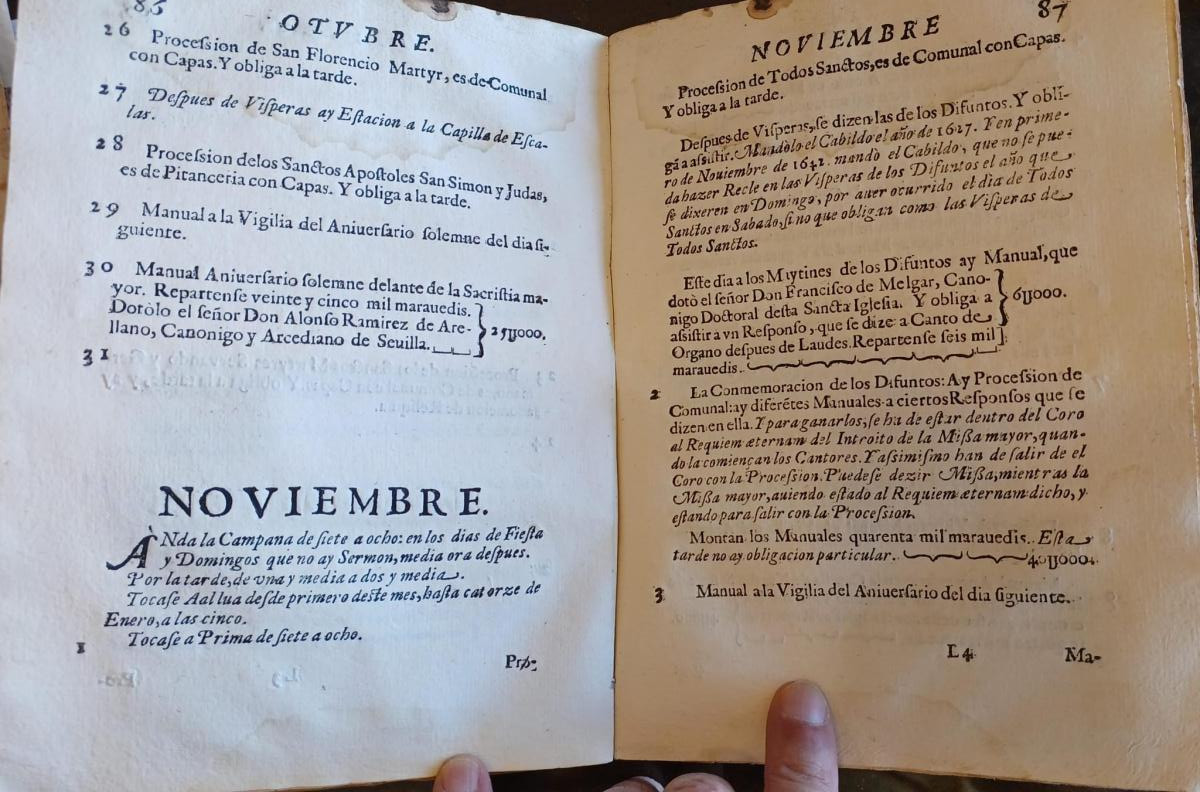 86
OTVBRE.
26 Proceſsion de San Florencio Martyr, es de Comunal
con Capas. Y obliga a la tarde.
27 Deſpues de Viſperas ay Eſtacion a la Capilla de Eſca-
las.
28 Proceſsion delos Sanctos Apoſtoles San Simon y Judas,
es de Pitanceria con Capas. Y obliga a la tarde.
29 Manual a la Vigilia del Aniuerſario ſolemne del dia ſi-
guiente.
30 Manual Aniuerſario ſolemne delante de la Sacriſtia ma-
yor. Repartenſe veinte y cinco mil marauedis.
Dotòlo el ſeñor Don Alonſo Ramirez de Are- } 25U000.
llano, Canonigo y Arcediano de Seuilla.
31
NOVIEMBRE.
ÀNda la Campana de ſiete a ocho: en los dias de Fieſta
y Domingos que no ay Sermon, media ora deſpues.
Por la tarde, de vna y media a dos y media.
Tocaſe A al lua deſde primero deſte mes, haſta catorze de
Enero, a las cinco.
Tocaſe a Prima de ſiete a ocho.
1
Pro-
87
NOVIEMBRE
Proceſsion de Todos Sanctos, es de Comunal con Capas.
Y obliga a la tarde.
Deſpues de Viſperas, ſe dizen las de los Difuntos. Y obli-
gá a aſsiſtir. Mandòlo el Cabildo el año de 1617. Y en prime-
ro de Nouiembre de 1642. mandò el Cabildo, que no ſe pue-
da hazer Recle en las Viſperas de los Difuntos el año que
ſe dixeren en Domingo, por auer ocurrido el dia de Todos
Sanctos en Sabado, ſino que obligan como las Viſperas de
Todos Sanctos.
Eſte dia a los Mıytines de los Difuntos ay Manual, que
dotò el ſeñor Don Franciſco de Melgar, Cano-
nigo Doctoral deſta Sancta Igleſia. Y obliga a } 6U000.
aſsiſtir a vn Reſponſo, que ſe dize a Canto de
Organo deſpues de Laudes. Repartenſe ſeis mil
marauedis.
2 La Conmemoracion de los Difuntos: Ay Proceſsion de
Comunal: ay diferẽtes Manuales a ciertos Reſponſos que ſe
dizen en ella. Y para ganarlos, ſe ha de eſtar dentro del Coro
al Requiem æternam del Introito de la Miſſa mayor, quan-
do la comiençan los Cantores. Y aſsimiſmo han de ſalir de el
Coro con la Proceſsion. Puedeſe dezir Miſſa, mientras la
Miſſa mayor, auiendo eſtado al Requiem æternam dicho, y
eſtando para ſalir con la Proceſsion.
Montan los Manuales quarenta mil marauedis. Eſta
tarde no ay obligacion particular. 40U000.
3 Manual a la Vigilia del Aniuerſario del dia ſiguiente.
L4 Ma-